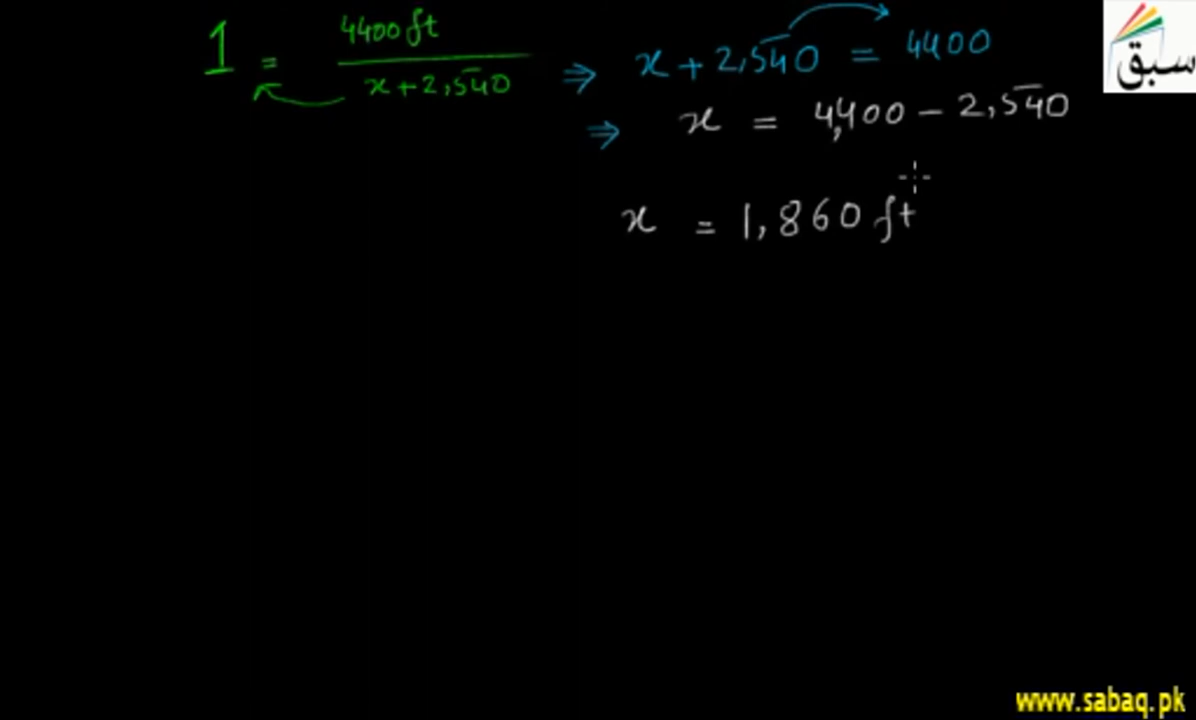 1 = 4400 ft / x + 2,540 ⇒ x + 2,540 = 4400
⇒ x = 4,400 - 2,540
x = 1,860 ft
سبق
www.sabaq.pk